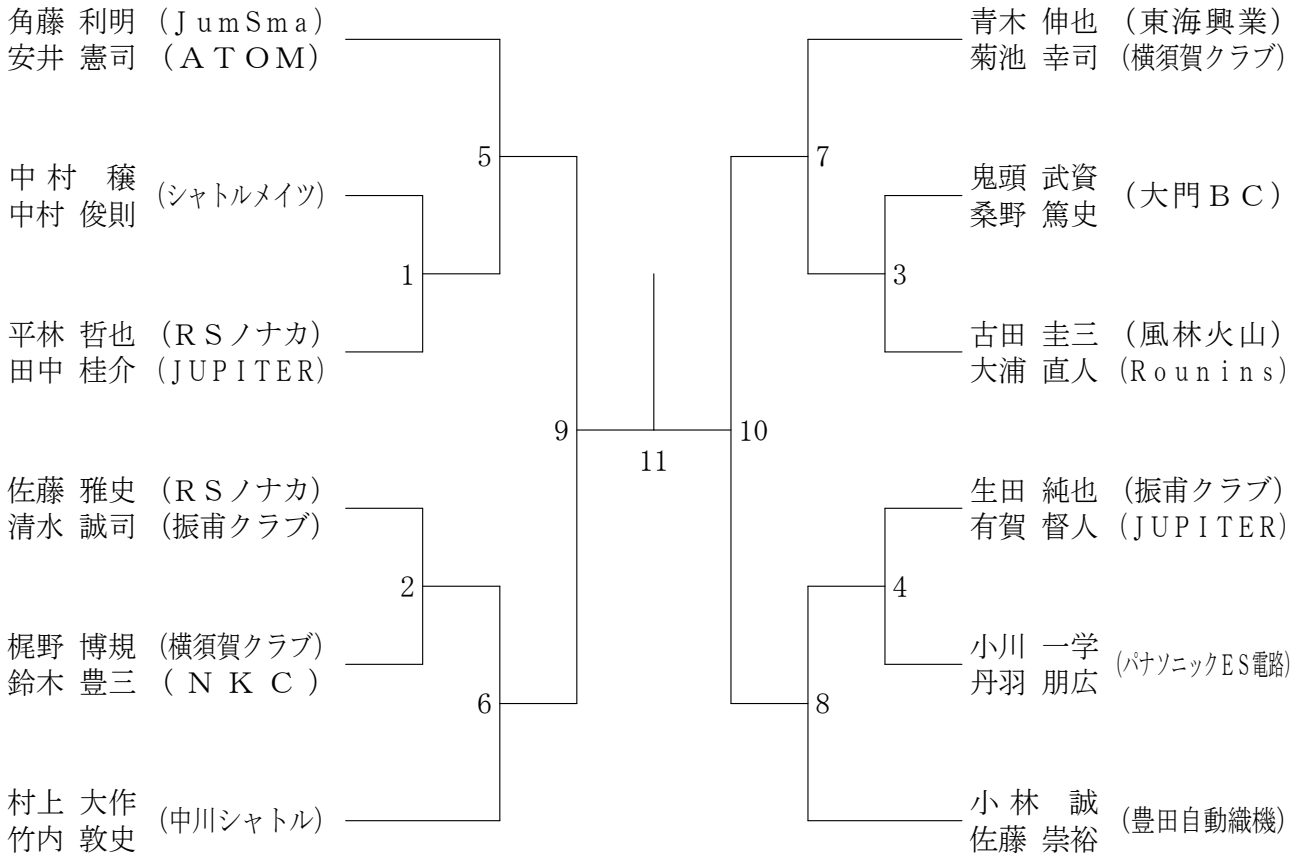 角藤 利明 (JumSma)
安井 憲司 (ATOM)
中村 穣
中村 俊則
(シャトルメイツ)
平林 哲也 (RSノナカ)
田中 桂介 (JUPITER)
佐藤 雅史 (RSノナカ)
清水 誠司 (振甫クラブ)
梶野 博規 (横須賀クラブ)
鈴木 豊三 (NKC)
村上 大作
竹内 敦史
(中川シャトル)
5
1
9
2
6
11
7
3
10
4
8
青木 伸也 (東海興業)
菊池 幸司 (横須賀クラブ)
鬼頭 武資
桑野 篤史
(大門BC)
古田 圭三 (風林火山)
大浦 直人 (Rounins)
生田 純也 (振甫クラブ)
有賀 督人 (JUPITER)
小川 一学
丹羽 朋広
(パナソニックES電路)
小林 誠
佐藤 崇裕
(豊田自動織機)